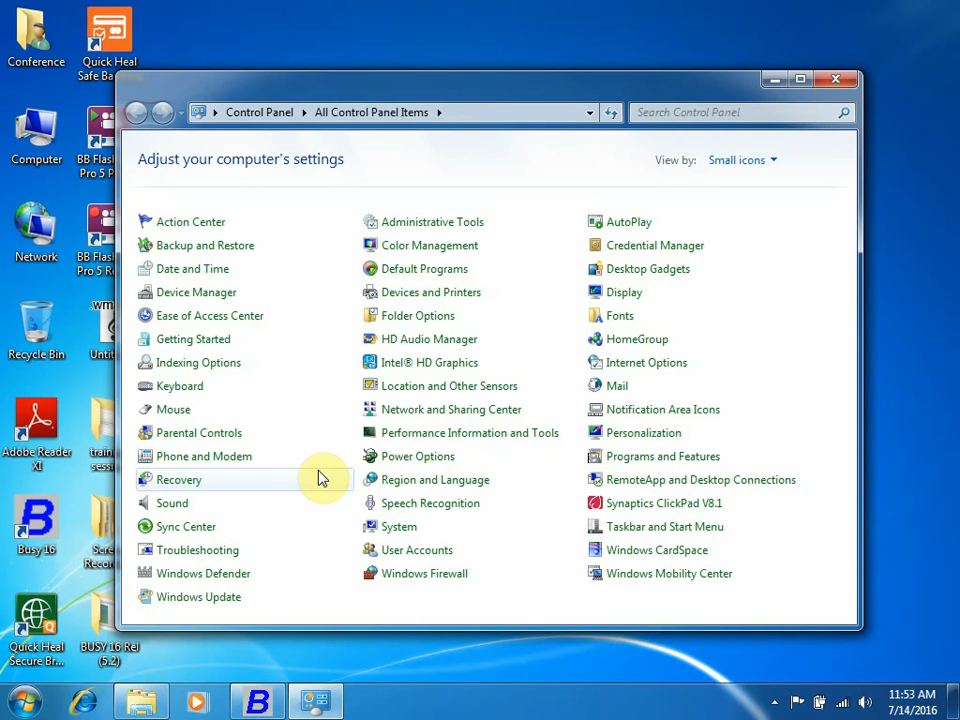 Conference
Quick Heal
Safe Ba
Computer
BB Flas
Pro 5 P
Network
BB Flas
Pro 5 Re
Recycle Bin
.wm
Untit
Adobe Reader
XI
train
sessi
Busy 16
Scre
Recor
Quick Heal
Secure Br...
BUSY 16 Rel
(5.2)
Control Panel
All Control Panel Items
Search Control Panel
Adjust your computer's settings
View by:
Small icons
Action Center
Administrative Tools
AutoPlay
Backup and Restore
Color Management
Credential Manager
Date and Time
Default Programs
Desktop Gadgets
Device Manager
Devices and Printers
Display
Ease of Access Center
Folder Options
Fonts
Getting Started
HD Audio Manager
HomeGroup
Indexing Options
Intel® HD Graphics
Internet Options
Keyboard
Location and Other Sensors
Mail
Mouse
Network and Sharing Center
Notification Area Icons
Parental Controls
Performance Information and Tools
Personalization
Phone and Modem
Power Options
Programs and Features
Recovery
Region and Language
RemoteApp and Desktop Connections
Sound
Speech Recognition
Synaptics ClickPad V8.1
Sync Center
System
Taskbar and Start Menu
Troubleshooting
User Accounts
Windows CardSpace
Windows Defender
Windows Firewall
Windows Mobility Center
Windows Update
11:53 AM
7/14/2016